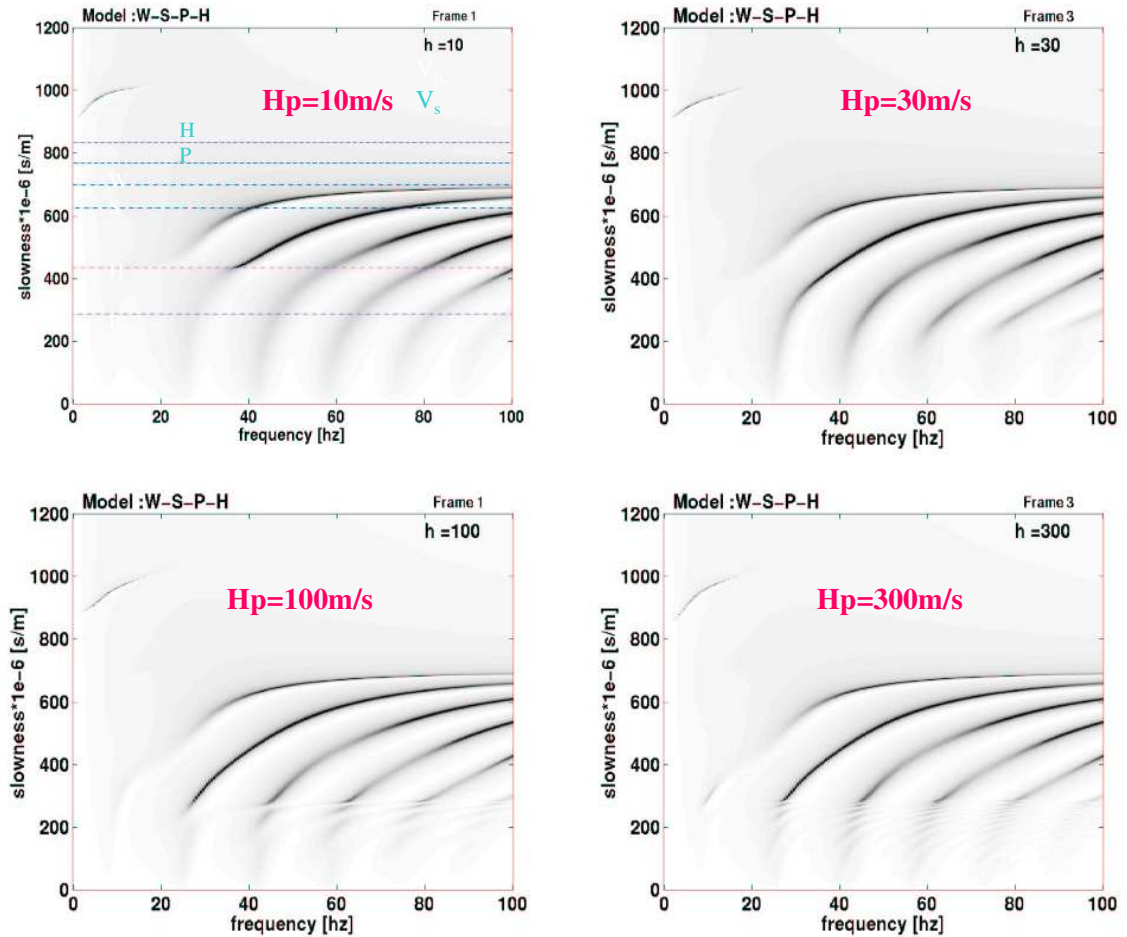 Model :W-S-P-H Frame 1
h =10
Hp=10m/s
V_p
V_s
H
P
W
H
1200
1000
800
600
400
200
0
0 20 40 60 80 100
slowness*1e-6 [s/m]
frequency [hz]
Model :W-S-P-H Frame 3
h =30
Hp=30m/s
1200
1000
800
600
400
200
0
0 20 40 60 80 100
slowness*1e-6 [s/m]
frequency [hz]
Model :W-S-P-H Frame 1
h =100
Hp=100m/s
1200
1000
800
600
400
200
0
0 20 40 60 80 100
slowness*1e-6 [s/m]
frequency [hz]
Model :W-S-P-H Frame 3
h =300
Hp=300m/s
1200
1000
800
600
400
200
0
0 20 40 60 80 100
slowness*1e-6 [s/m]
frequency [hz]